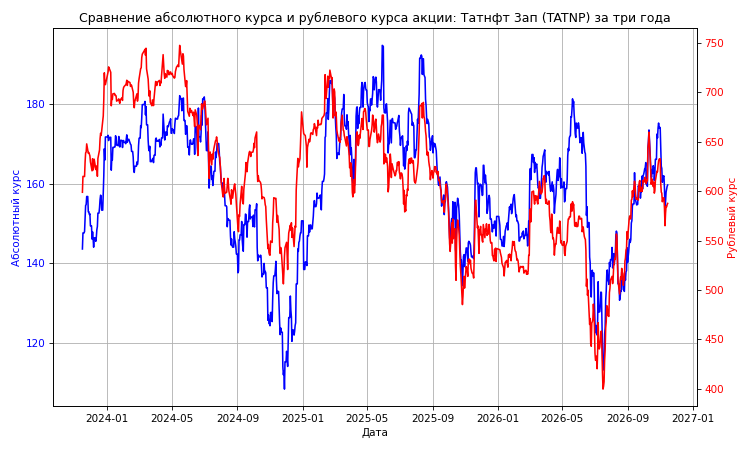 Сравнение абсолютного курса и рублевого курса акции: Татнфт 3ап (TATNP) за три года
750
700
180
650
160
600
550
140
500
450
120
400
Абсолютный курс
Рублевый курс
2024-01 2024-05 2024-09 2025-01 2025-05 2025-09 2026-01 2026-05 2026-09 2027-01
Дата